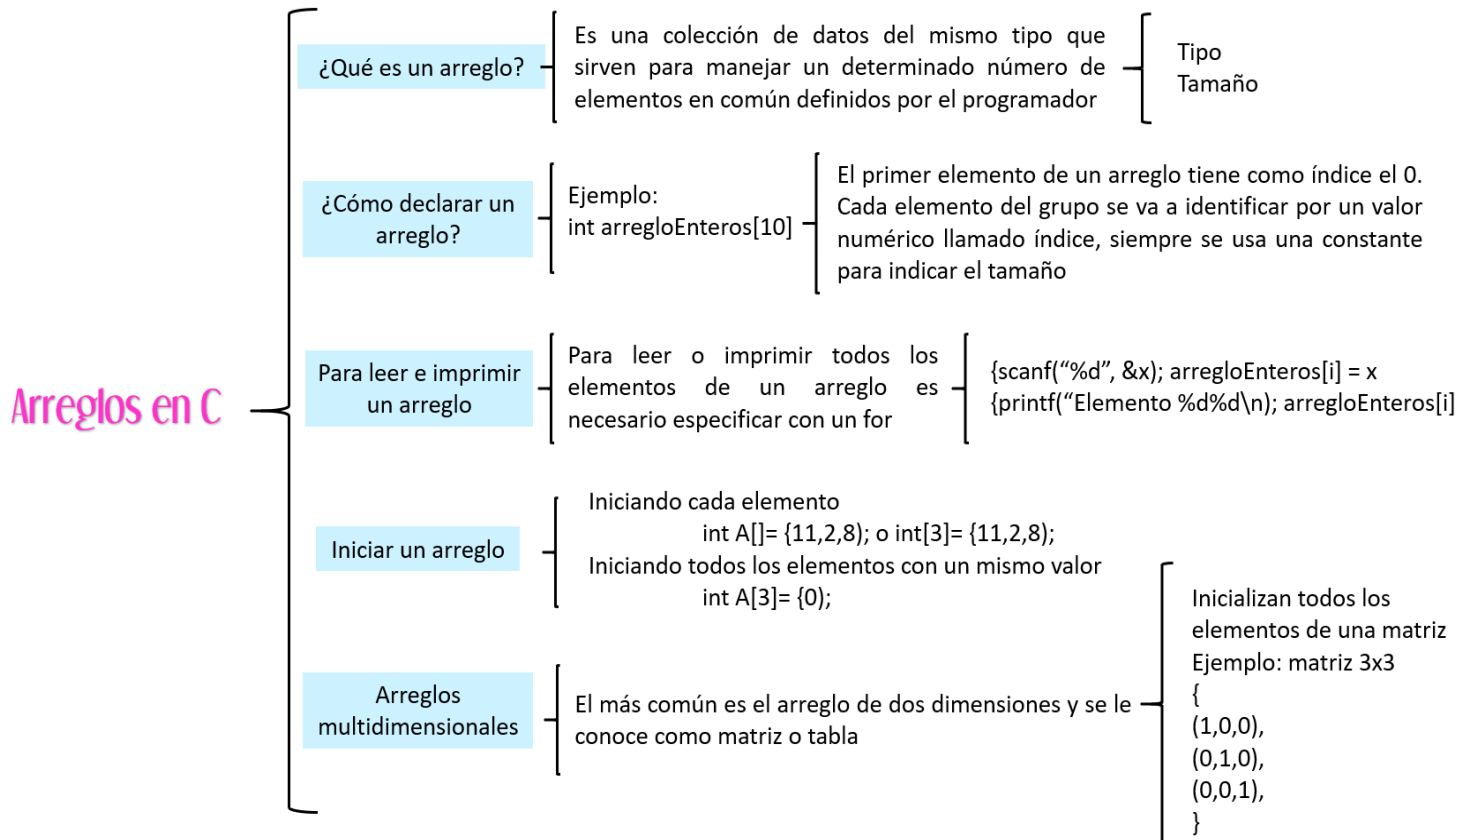 Arreglos en C
¿Qué es un arreglo?
Es una colección de datos del mismo tipo que
sirven para manejar un determinado número de
elementos en común definidos por el programador
Tipo
Tamaño
¿Cómo declarar un
arreglo?
Ejemplo:
int arregloEnteros[10]
El primer elemento de un arreglo tiene como índice el 0.
Cada elemento del grupo se va a identificar por un valor
numérico llamado índice, siempre se usa una constante
para indicar el tamaño
Para leer e imprimir
un arreglo
Para leer o imprimir todos los
elementos de un arreglo es
necesario especificar con un for
{scanf(“%d”, &x); arregloEnteros[i] = x
{printf(“Elemento %d%d\n); arregloEnteros[i]
Iniciar un arreglo
Iniciando cada elemento
int A[]= {11,2,8); o int[3]= {11,2,8);
Iniciando todos los elementos con un mismo valor
int A[3]= {0);
Arreglos
multidimensionales
El más común es el arreglo de dos dimensiones y se le
conoce como matriz o tabla
Inicializan todos los
elementos de una matriz
Ejemplo: matriz 3x3
{
(1,0,0),
(0,1,0),
(0,0,1),
}